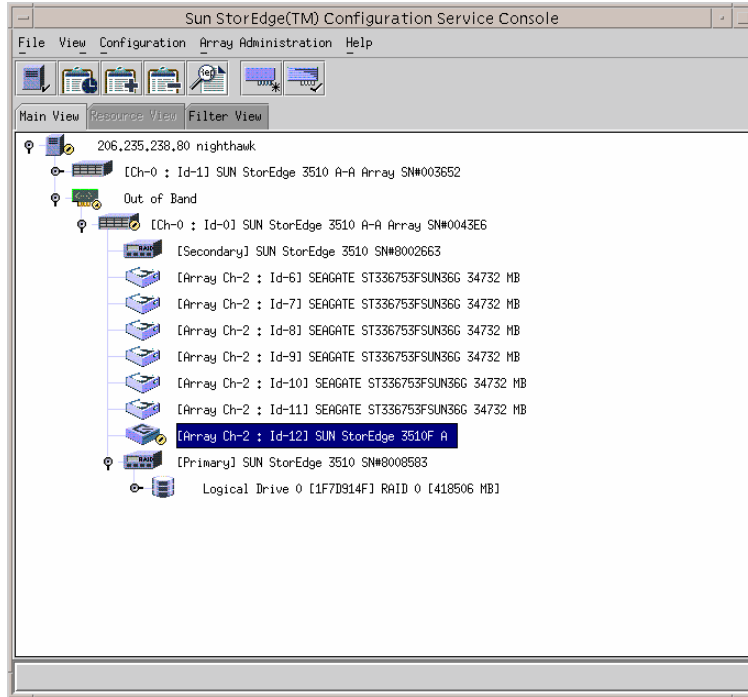 Sun StorEdge(TM) Configuration Service Console
File View Configuration Array Administration Help
Main View Resource View Filter View
206.235.238.80 nighthawk
[Ch-0 : Id-1] SUN StorEdge 3510 A-A Array SN#003652
Out of Band
[Ch-0 : Id-0] SUN StorEdge 3510 A-A Array SN#0043E6
[Secondary] SUN StorEdge 3510 SN#8002663
[Array Ch-2 : Id-6] SEAGATE ST336753FSUN36G 34732 MB
[Array Ch-2 : Id-7] SEAGATE ST336753FSUN36G 34732 MB
[Array Ch-2 : Id-8] SEAGATE ST336753FSUN36G 34732 MB
[Array Ch-2 : Id-9] SEAGATE ST336753FSUN36G 34732 MB
[Array Ch-2 : Id-10] SEAGATE ST336753FSUN36G 34732 MB
[Array Ch-2 : Id-11] SEAGATE ST336753FSUN36G 34732 MB
[Array Ch-2 : Id-12] SUN StorEdge 3510F A
[Primary] SUN StorEdge 3510 SN#8008583
Logical Drive 0 [1F7D914F] RAID 0 [418506 MB]